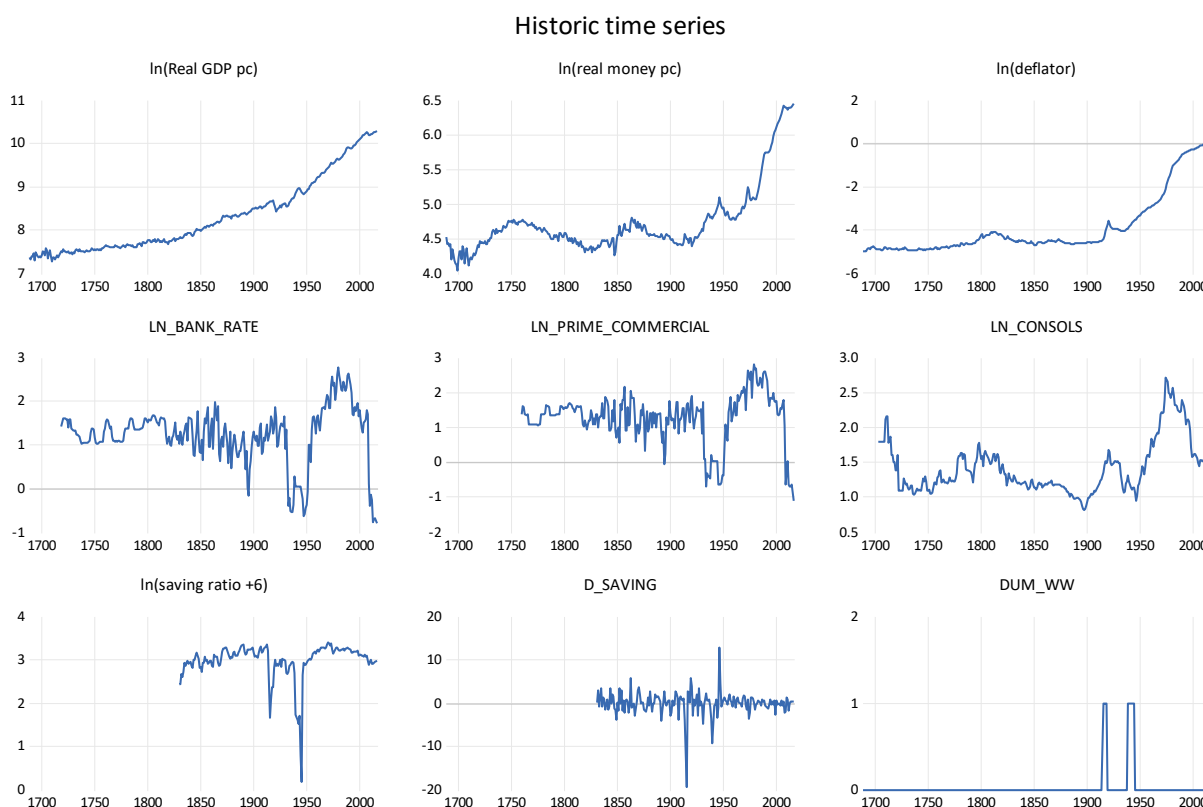 Historic time series
ln(Real GDP pc)
11
10
9
8
7
1700 1750 1800 1850 1900 1950 2000
ln(real money pc)
6.5
6.0
5.5
5.0
4.5
4.0
1700 1750 1800 1850 1900 1950 2000
ln(deflator)
2
0
-2
-4
-6
1700 1750 1800 1850 1900 1950 2000
LN_BANK_RATE
3
2
1
0
-1
1700 1750 1800 1850 1900 1950 2000
LN_PRIME_COMMERCIAL
3
2
1
0
-1
-2
1700 1750 1800 1850 1900 1950 2000
LN_CONSOLS
3.0
2.5
2.0
1.5
1.0
0.5
1700 1750 1800 1850 1900 1950 2000
ln(saving ratio +6)
4
3
2
1
0
1700 1750 1800 1850 1900 1950 2000
D_SAVING
20
10
0
-10
-20
1700 1750 1800 1850 1900 1950 2000
DUM_WW
2
1
0
1700 1750 1800 1850 1900 1950 2000